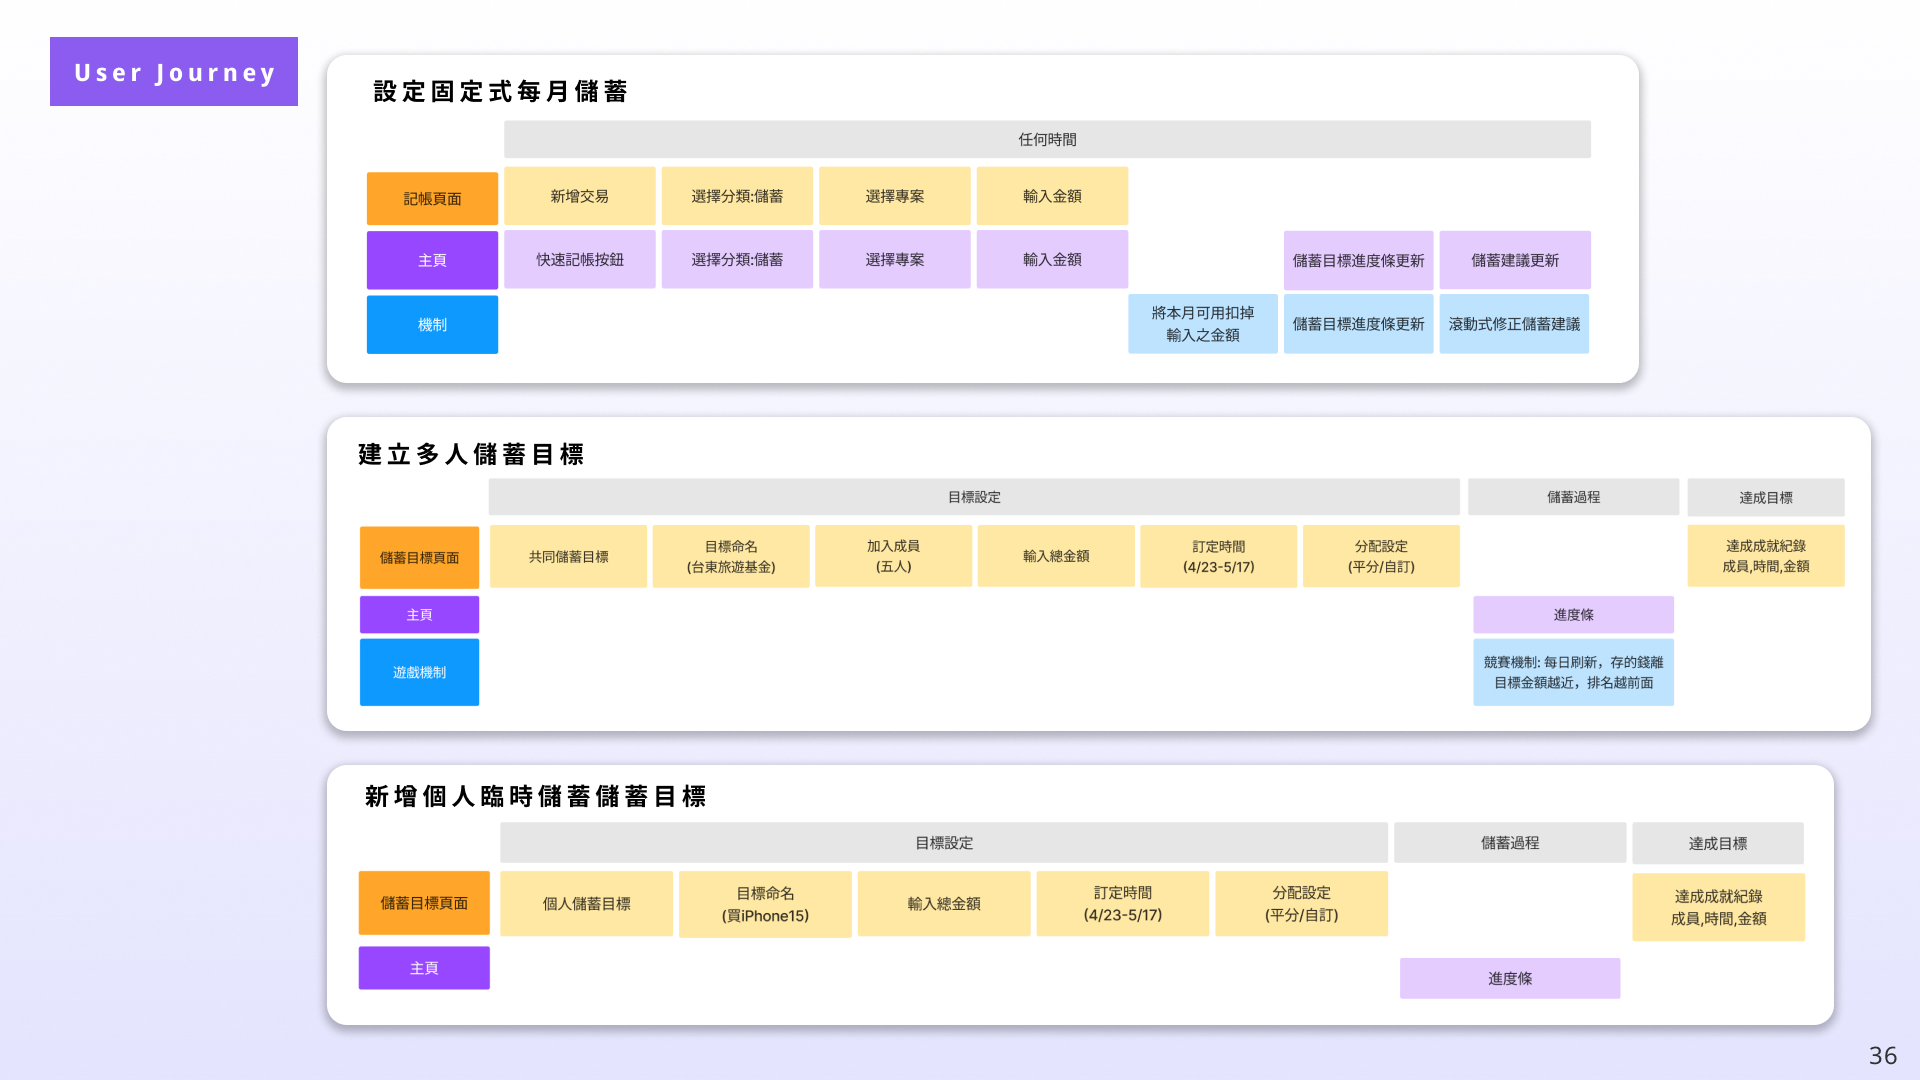 User Journey
設定固定式每月儲蓄
任何時間
記帳頁面
新增交易
選擇分類:儲蓄
選擇專案
輸入金額
主頁
快速記帳按鈕
選擇分類:儲蓄
選擇專案
輸入金額
儲蓄目標進度條更新
儲蓄建議更新
機制
將本月可用扣掉
輸入之金額
儲蓄目標進度條更新
滾動式修正儲蓄建議
建立多人儲蓄目標
目標設定
儲蓄過程
達成目標
儲蓄目標頁面
共同儲蓄目標
目標命名
(台東旅遊基金)
加入成員
(五人)
輸入總金額
訂定時間
(4/23-5/17)
分配設定
(平分/自訂)
達成成就紀錄
成員,時間,金額
主頁
進度條
遊戲機制
競賽機制: 每日刷新，存的錢離
目標金額越近，排名越前面
新增個人臨時儲蓄儲蓄目標
目標設定
儲蓄過程
達成目標
儲蓄目標頁面
個人儲蓄目標
目標命名
(買iPhone15)
輸入總金額
訂定時間
(4/23-5/17)
分配設定
(平分/自訂)
達成成就紀錄
成員,時間,金額
主頁
進度條
36